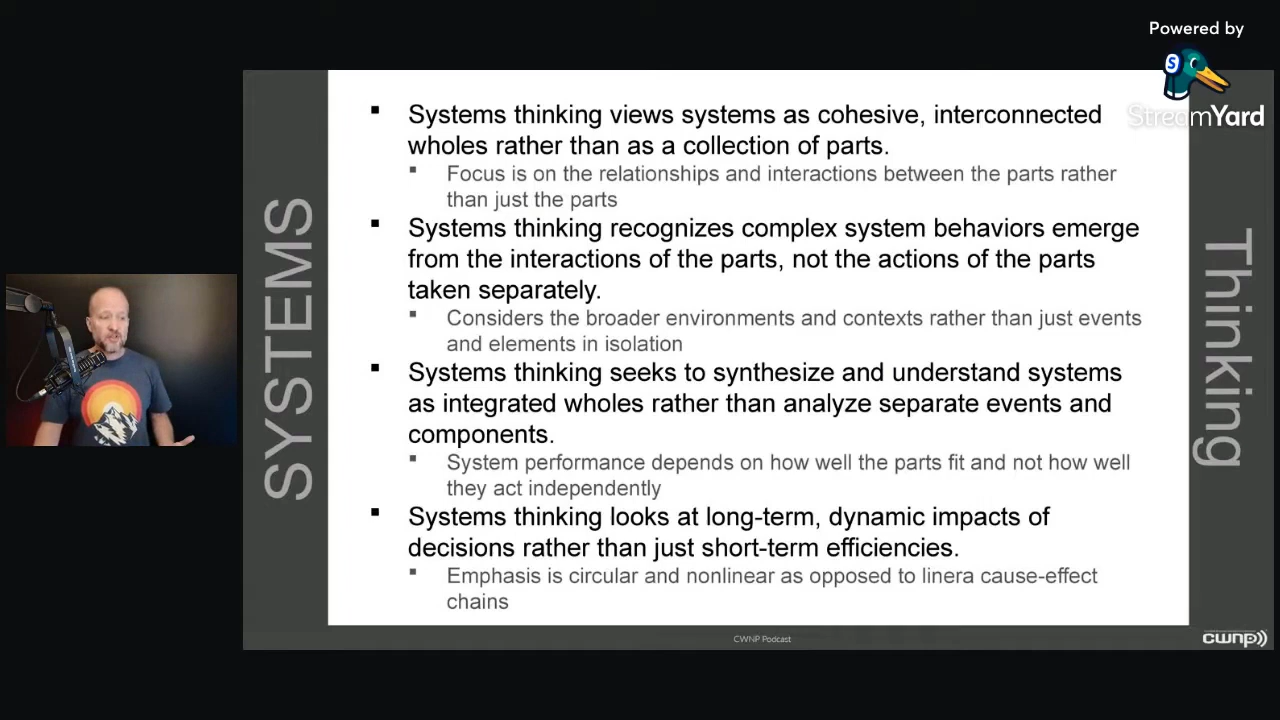 Powered by
StreamYard
SYSTEMS
Thinking
▪ Systems thinking views systems as cohesive, interconnected
wholes rather than as a collection of parts.
▪ Focus is on the relationships and interactions between the parts rather
than just the parts
▪ Systems thinking recognizes complex system behaviors emerge
from the interactions of the parts, not the actions of the parts
taken separately.
▪ Considers the broader environments and contexts rather than just events
and elements in isolation
▪ Systems thinking seeks to synthesize and understand systems
as integrated wholes rather than analyze separate events and
components.
▪ System performance depends on how well the parts fit and not how well
they act independently
▪ Systems thinking looks at long-term, dynamic impacts of
decisions rather than just short-term efficiencies.
▪ Emphasis is circular and nonlinear as opposed to linera cause-effect
chains
CWNP Podcast
cwnp